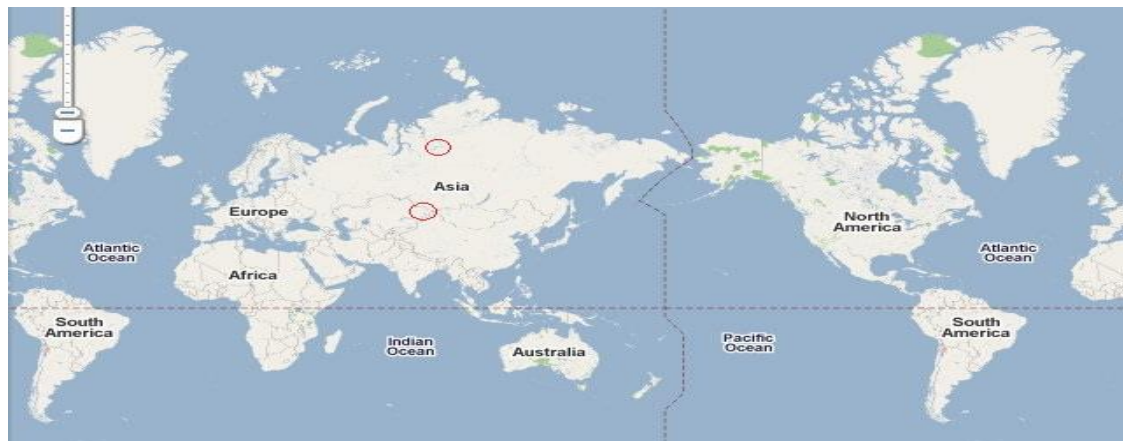 Asia
Europe
North
America
Atlantic
Ocean
Atlantic
Ocean
Africa
South
America
Indian
Ocean
Australia
Pacific
Ocean
South
America